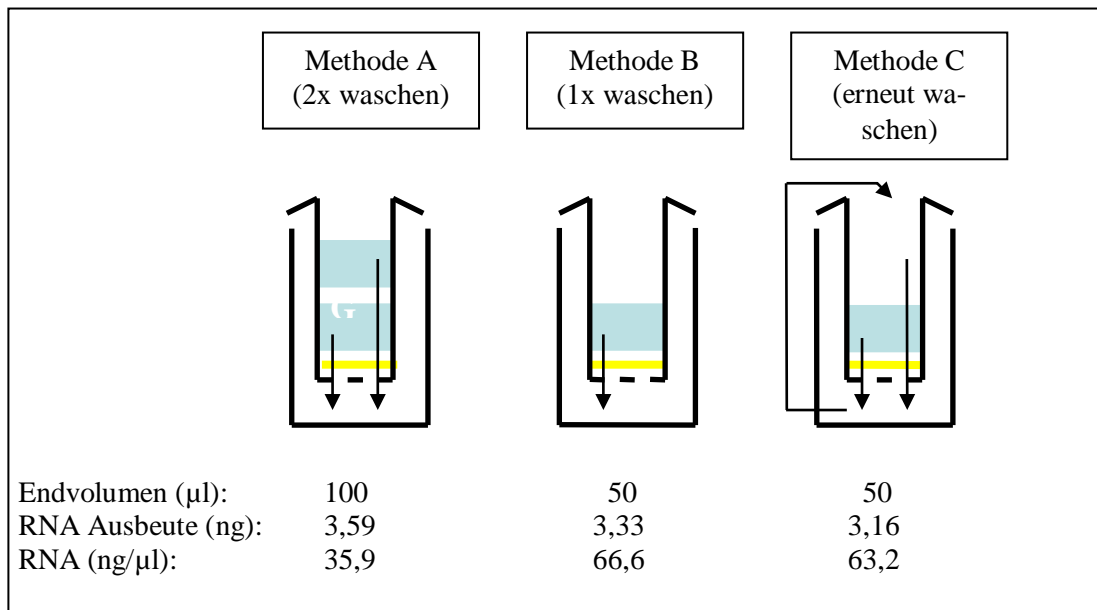 Methode A
(2x waschen)
Methode B
(1x waschen)
Methode C
(erneut wa-
schen)
G
Endvolumen (µl): 100 50 50
RNA Ausbeute (ng): 3,59 3,33 3,16
RNA (ng/µl): 35,9 66,6 63,2